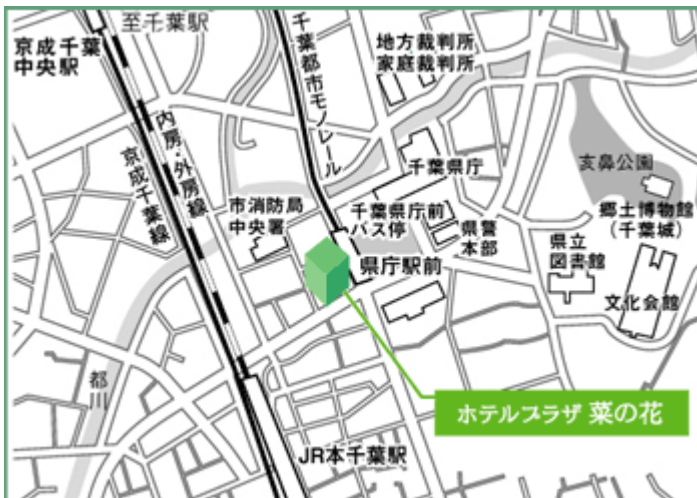 至千葉駅
京成千葉
中央駅
千葉都市モノレール
地方裁判所
家庭裁判所
内房・外房線
京成千葉線
千葉県庁
亥鼻公園
市消防局
中央署
千葉県庁前
バス停
県警
本部
郷土博物館
（千葉城）
県立
図書館
県庁駅前
文化会館
都川
ホテルプラザ 菜の花
JR本千葉駅